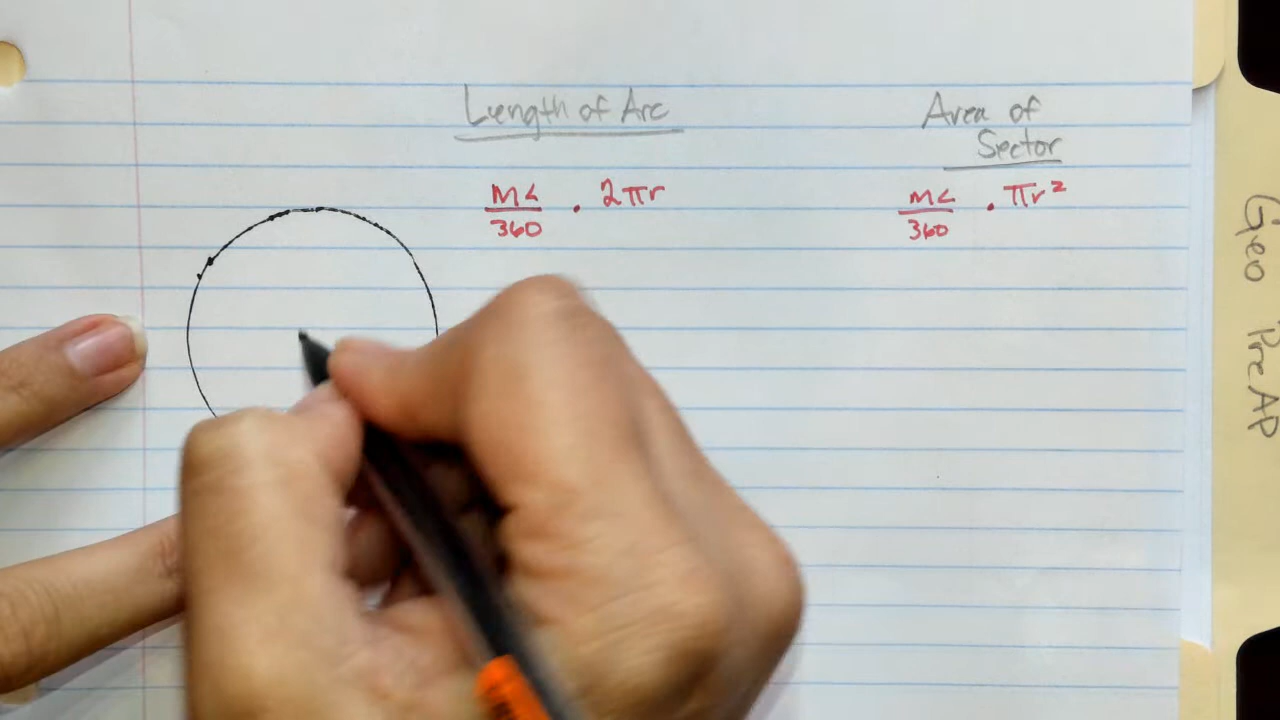 Length of Arc
M</360 · 2πr
Area of
Sector
M</360 · πr²
Geo PreAP